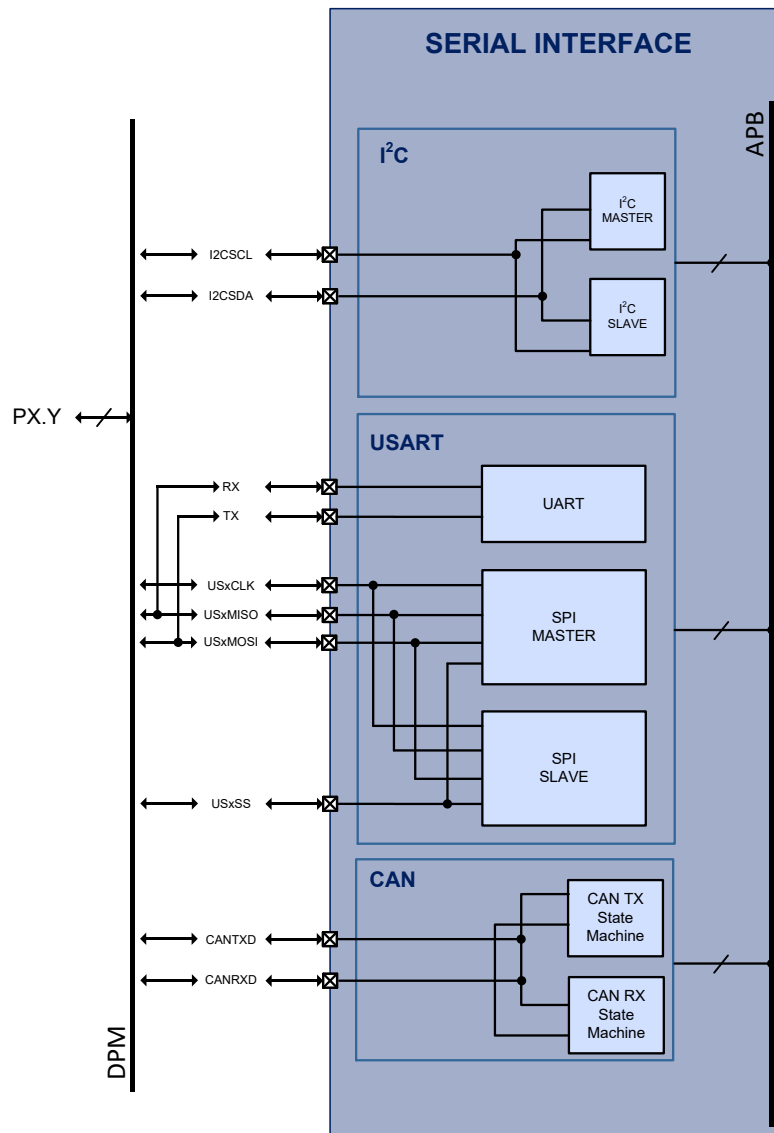 SERIAL INTERFACE
APB
I²C
I²C
MASTER
I2CSCL
I2CSDA
I²C
SLAVE
PX.Y
USART
RX
TX
UART
USxCLK
USxMISO
USxMOSI
SPI
MASTER
SPI
SLAVE
USxSS
CAN
CAN TX
State
Machine
CANTXD
CANRXD
CAN RX
State
Machine
DPM